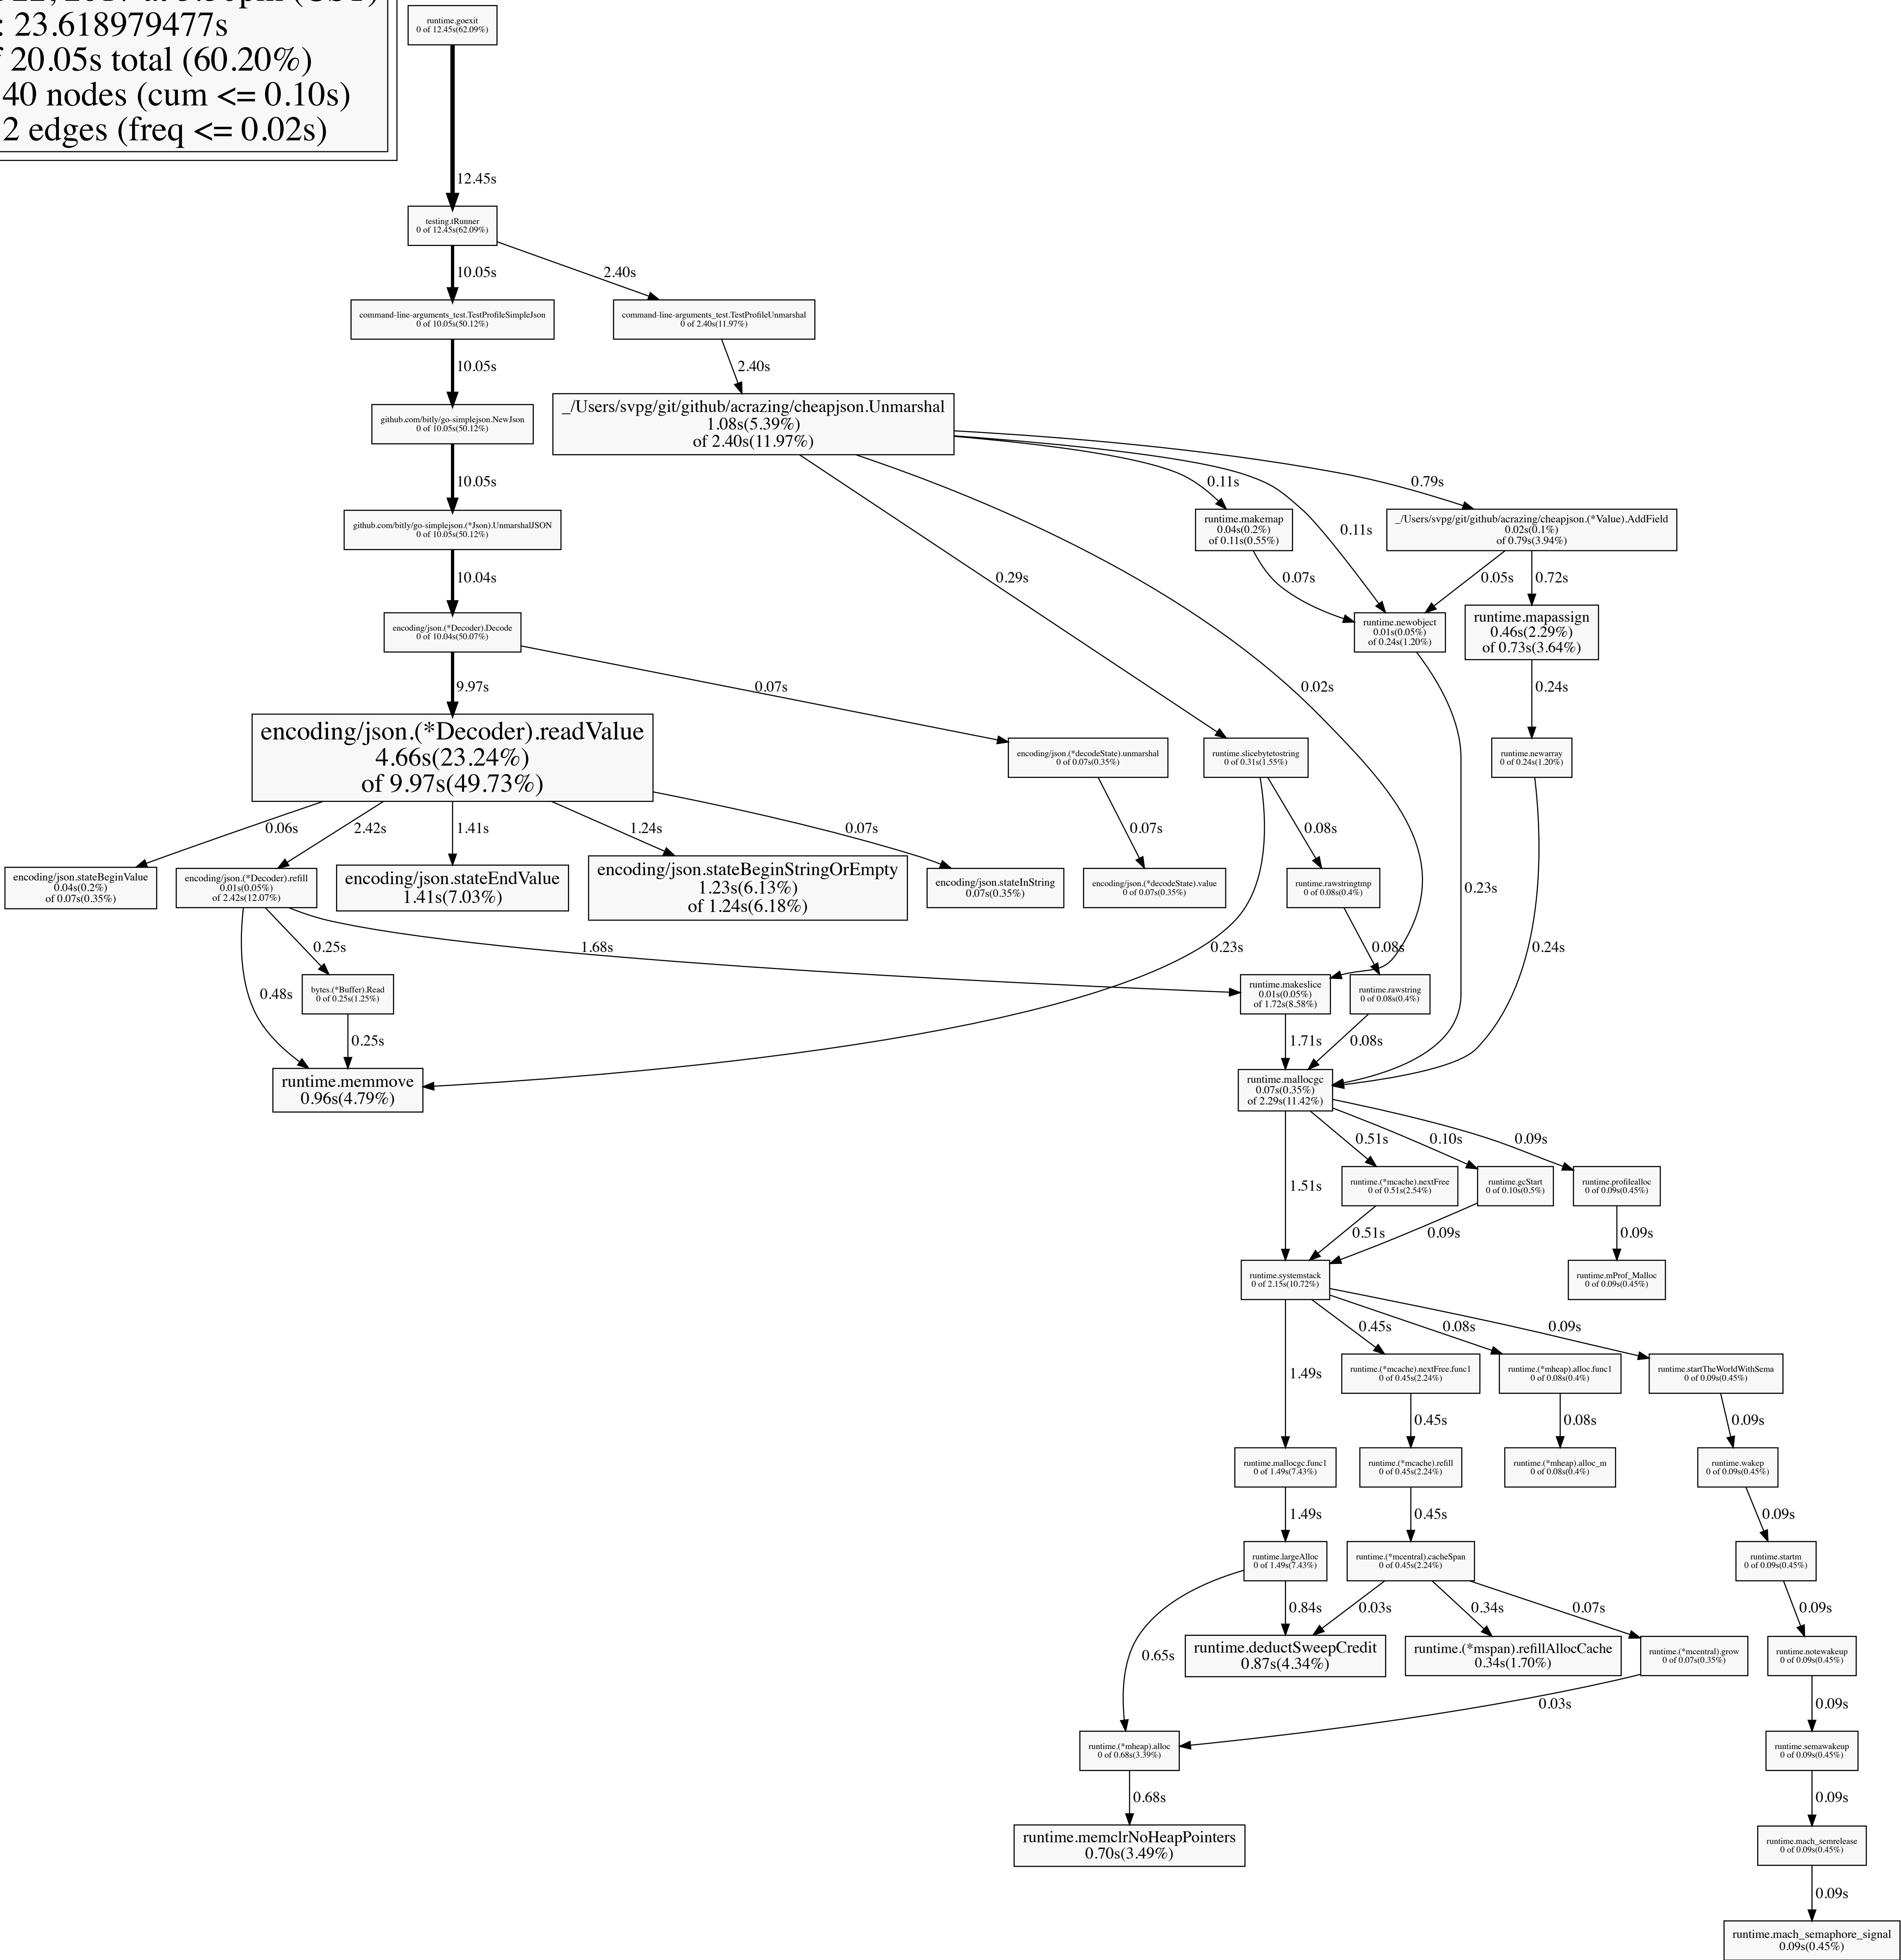 : 23.618979477s
20.05s total (60.20%)
40 nodes (cum <= 0.10s)
2 edges (freq <= 0.02s)
runtime.goexit
0 of 12.45s(62.09%)
12.45s
testing.tRunner
0 of 12.45s(62.09%)
10.05s
2.40s
command-line-arguments_test.TestProfileSimpleJson
0 of 10.05s(50.12%)
command-line-arguments_test.TestProfileUnmarshal
0 of 2.40s(11.97%)
10.05s
2.40s
github.com/bitly/go-simplejson.NewJson
0 of 10.05s(50.12%)
_/Users/svpg/git/github/acrazing/cheapjson.Unmarshal
1.08s(5.39%)
of 2.40s(11.97%)
10.05s
0.11s
0.79s
github.com/bitly/go-simplejson.(*Json).UnmarshalJSON
0 of 10.05s(50.12%)
runtime.makemap
0.04s(0.2%)
of 0.11s(0.55%)
0.11s
_/Users/svpg/git/github/acrazing/cheapjson.(*Value).AddField
0.02s(0.1%)
of 0.79s(3.94%)
10.04s
0.29s
0.07s
0.05s
0.72s
encoding/json.(*Decoder).Decode
0 of 10.04s(50.07%)
runtime.newobject
0.01s(0.05%)
of 0.24s(1.20%)
runtime.mapassign
0.46s(2.29%)
of 0.73s(3.64%)
9.97s
0.07s
0.02s
0.24s
encoding/json.(*Decoder).readValue
4.66s(23.24%)
of 9.97s(49.73%)
encoding/json.(*decodeState).unmarshal
0 of 0.07s(0.35%)
runtime.slicebytetostring
0 of 0.31s(1.55%)
runtime.newarray
0 of 0.24s(1.20%)
0.06s
2.42s
1.41s
1.24s
0.07s
0.07s
0.08s
encoding/json.stateBeginValue
0.04s(0.2%)
of 0.07s(0.35%)
encoding/json.(*Decoder).refill
0.01s(0.05%)
of 2.42s(12.07%)
encoding/json.stateEndValue
1.41s(7.03%)
encoding/json.stateBeginStringOrEmpty
1.23s(6.13%)
of 1.24s(6.18%)
encoding/json.stateInString
0.07s(0.35%)
encoding/json.(*decodeState).value
0 of 0.07s(0.35%)
runtime.rawstringtmp
0 of 0.08s(0.4%)
0.23s
0.25s
1.68s
0.23s
0.08s
0.24s
0.48s
bytes.(*Buffer).Read
0 of 0.25s(1.25%)
runtime.makeslice
0.01s(0.05%)
of 1.72s(8.58%)
runtime.rawstring
0 of 0.08s(0.4%)
0.25s
1.71s
0.08s
runtime.memmove
0.96s(4.79%)
runtime.mallocgc
0.07s(0.35%)
of 2.29s(11.42%)
0.51s
0.10s
0.09s
1.51s
runtime.(*mcache).nextFree
0 of 0.51s(2.54%)
runtime.gcStart
0 of 0.10s(0.5%)
runtime.profilealloc
0 of 0.09s(0.45%)
0.51s
0.09s
0.09s
runtime.systemstack
0 of 2.15s(10.72%)
runtime.mProf_Malloc
0 of 0.09s(0.45%)
0.45s
0.08s
0.09s
1.49s
runtime.(*mcache).nextFree.func1
0 of 0.45s(2.24%)
runtime.(*mheap).alloc.func1
0 of 0.08s(0.4%)
runtime.startTheWorldWithSema
0 of 0.09s(0.45%)
0.45s
0.08s
0.09s
runtime.mallocgc.func1
0 of 1.49s(7.43%)
runtime.(*mcache).refill
0 of 0.45s(2.24%)
runtime.(*mheap).alloc_m
0 of 0.08s(0.4%)
runtime.wakep
0 of 0.09s(0.45%)
1.49s
0.45s
0.09s
runtime.largeAlloc
0 of 1.49s(7.43%)
runtime.(*mcentral).cacheSpan
0 of 0.45s(2.24%)
runtime.startm
0 of 0.09s(0.45%)
0.84s
0.03s
0.34s
0.07s
0.09s
0.65s
runtime.deductSweepCredit
0.87s(4.34%)
runtime.(*mspan).refillAllocCache
0.34s(1.70%)
runtime.(*mcentral).grow
0 of 0.07s(0.35%)
runtime.notewakeup
0 of 0.09s(0.45%)
0.03s
0.09s
runtime.(*mheap).alloc
0 of 0.68s(3.39%)
runtime.semawakeup
0 of 0.09s(0.45%)
0.68s
0.09s
runtime.memclrNoHeapPointers
0.70s(3.49%)
runtime.mach_semrelease
0 of 0.09s(0.45%)
0.09s
runtime.mach_semaphore_signal
0.09s(0.45%)